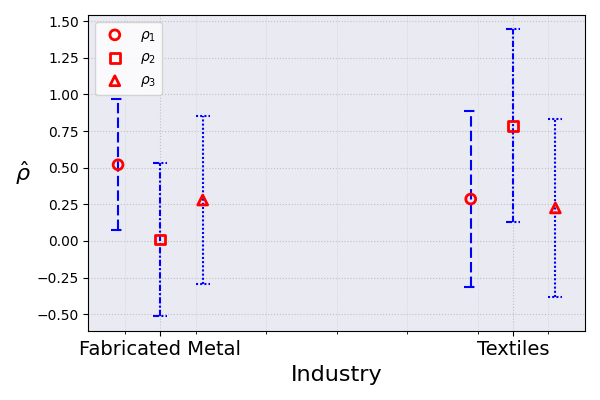 1.50
1.25
1.00
0.75
0.50
0.25
0.00
−0.25
−0.50
ρ̂
ρ₁
ρ₂
ρ₃
Fabricated Metal
Textiles
Industry